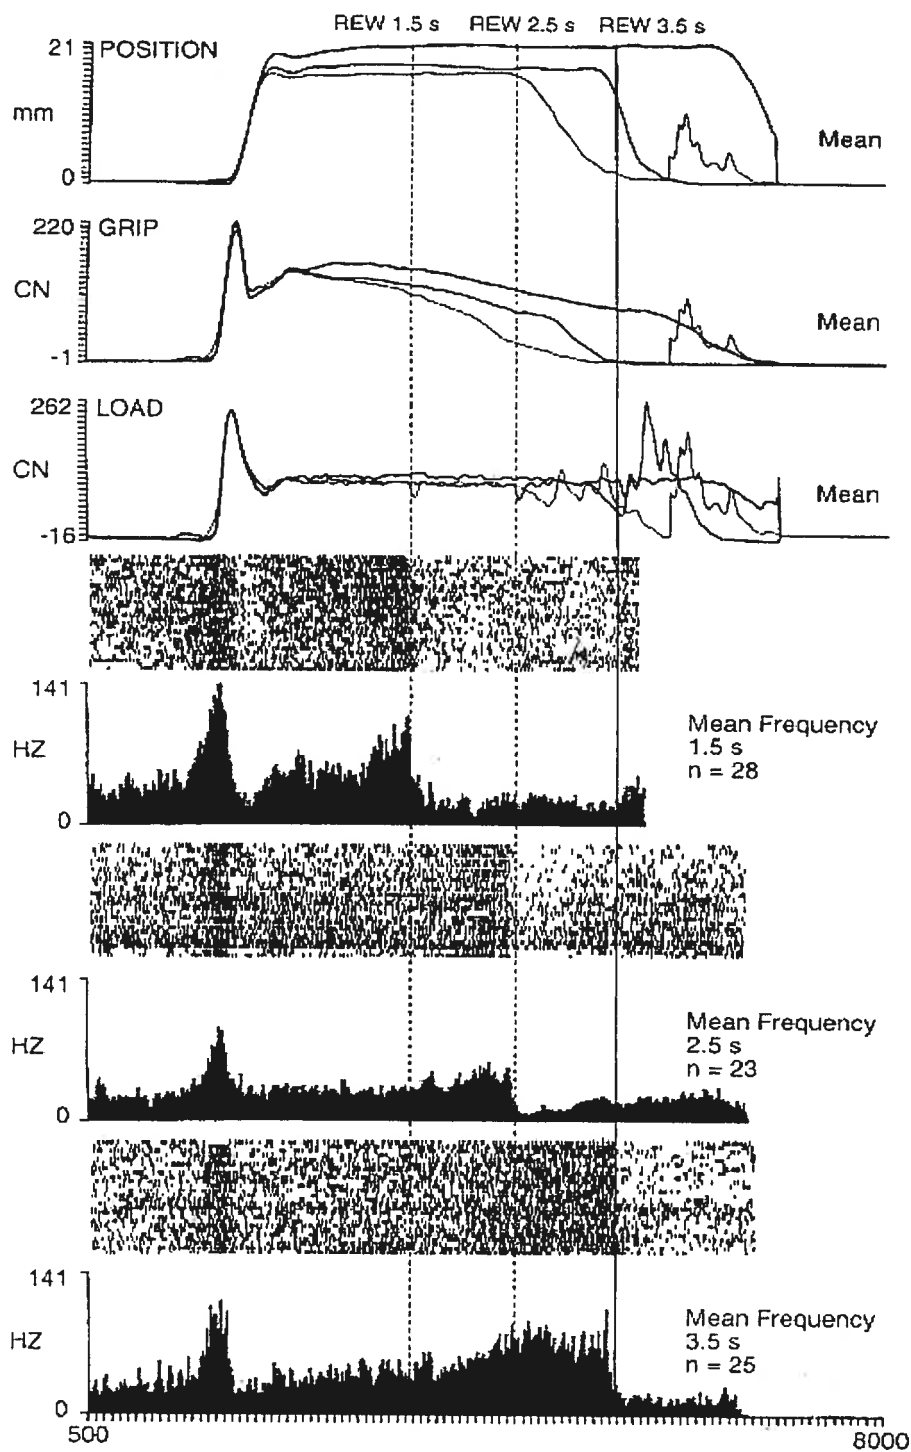 REW 1.5 s REW 2.5 s REW 3.5 s
21 POSITION
mm
0
Mean
220 GRIP
CN
-1
Mean
262 LOAD
CN
-16
Mean
141
HZ
0
Mean Frequency
1.5 s
n = 28
141
HZ
0
Mean Frequency
2.5 s
n = 23
141
HZ
0
Mean Frequency
3.5 s
n = 25
500 8000